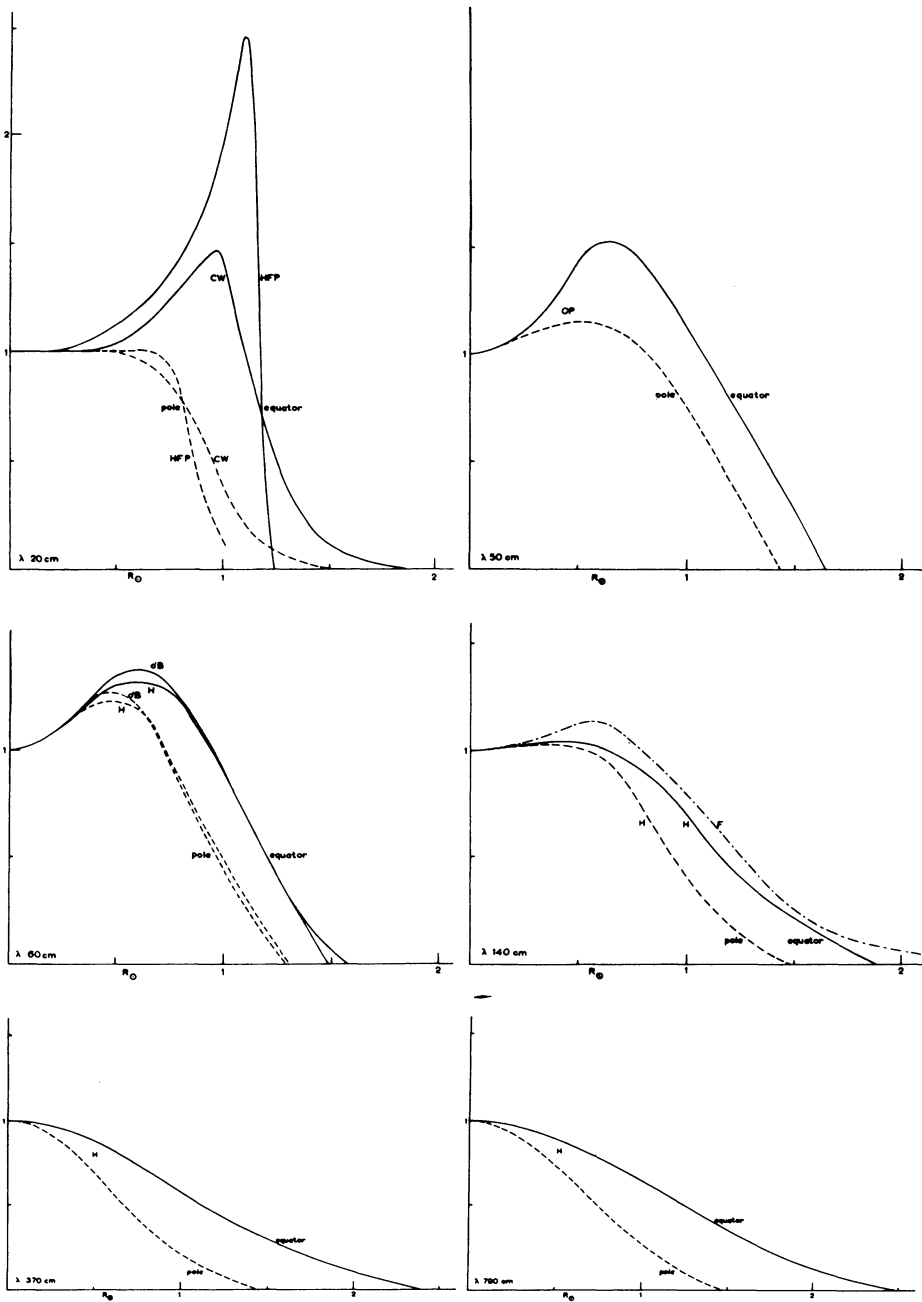 2
CW
HFP
1
pole
equator
HFP
CW
λ 20 cm
R⊙
1
2
OP
1
pole
equator
λ 50 cm
R⊙
1
2
dB
H
dB
H
1
pole
equator
λ 60 cm
R⊙
1
2
1
H
H
F
pole
equator
λ 140 cm
R⊙
1
2
1
H
equator
pole
λ 370 cm
R⊙
1
2
1
H
equator
pole
λ 790 cm
R⊙
1
2